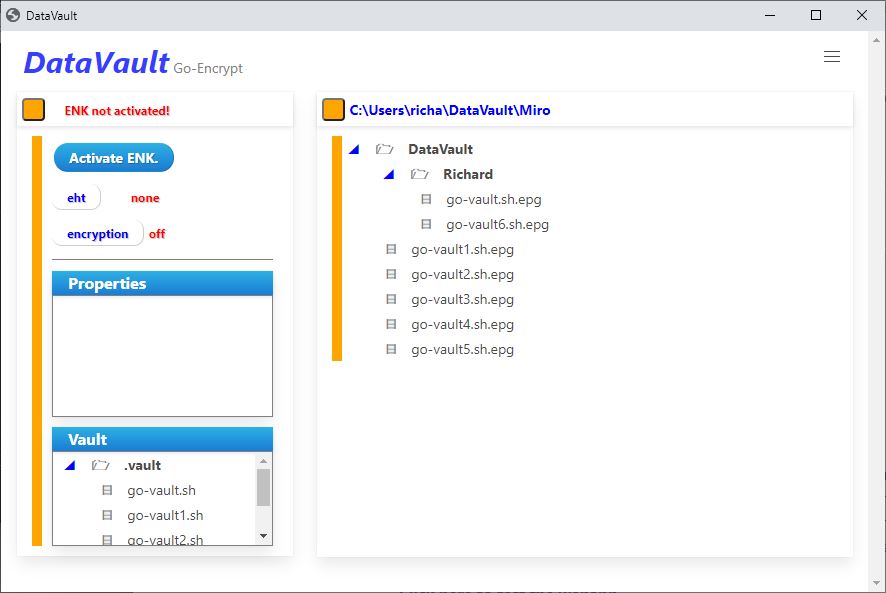 DataVault
DataVault Go-Encrypt
ENK not activated!
Activate ENK.
eht none
encryption off
Properties
Vault
.vault
go-vault.sh
go-vault1.sh
go-vault2.sh
C:\Users\richa\DataVault\Miro
DataVault
Richard
go-vault.sh.epg
go-vault6.sh.epg
go-vault1.sh.epg
go-vault2.sh.epg
go-vault3.sh.epg
go-vault4.sh.epg
go-vault5.sh.epg